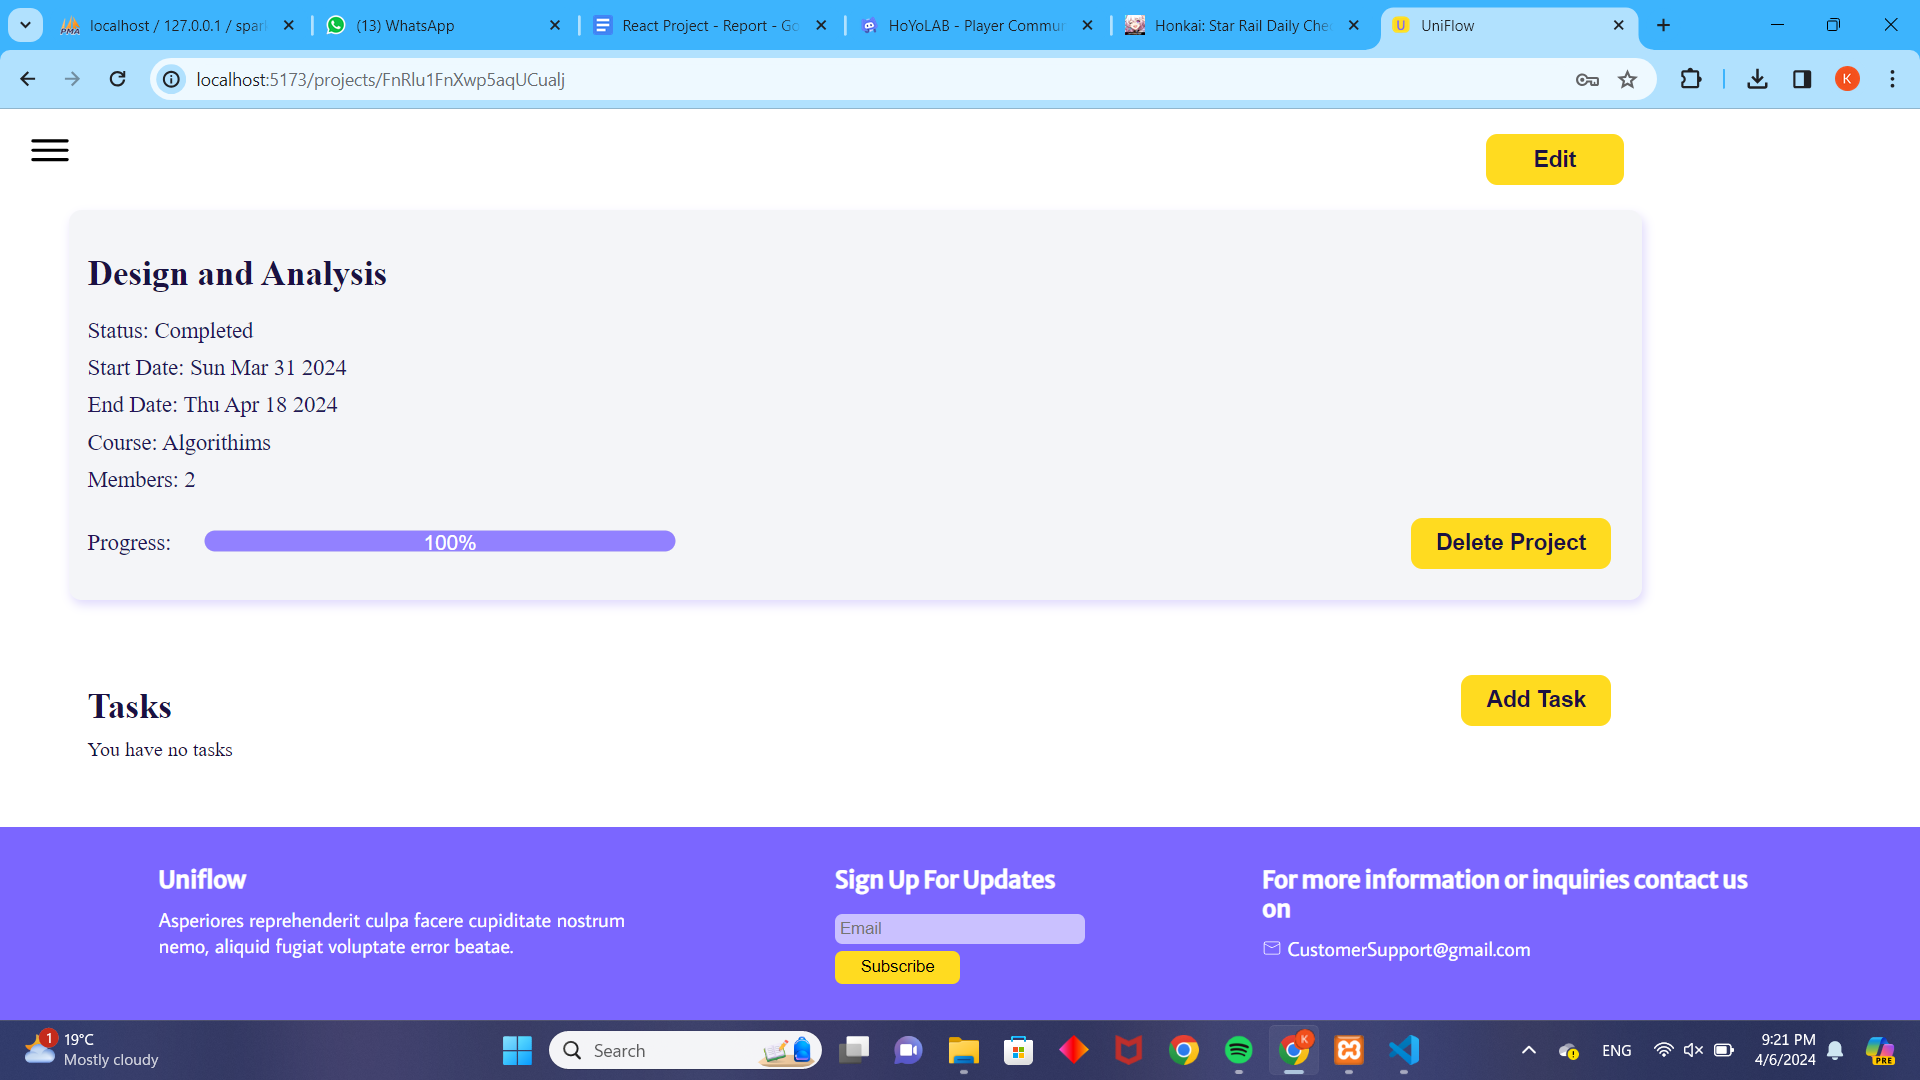 localhost / 127.0.0.1 / spar
(13) WhatsApp
React Project - Report - Go
HoYoLAB - Player Commun
Honkai: Star Rail Daily Che
U UniFlow
localhost:5173/projects/FnRlu1FnXwp5aqUCualj
K
Edit
Design and Analysis
Status: Completed
Start Date: Sun Mar 31 2024
End Date: Thu Apr 18 2024
Course: Algorithims
Members: 2
Progress: 100%
Delete Project
Tasks
Add Task
You have no tasks
Uniflow
Asperiores reprehenderit culpa facere cupiditate nostrum
nemo, aliquid fugiat voluptate error beatae.
Sign Up For Updates
Email
Subscribe
For more information or inquiries contact us
on
CustomerSupport@gmail.com
1
19°C
Mostly cloudy
Search
K
ENG
9:21 PM
4/6/2024
PRE